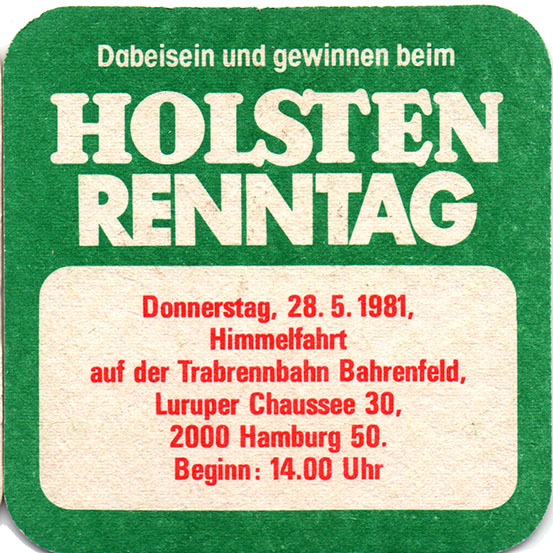 Dabeisein und gewinnen beim
HOLSTEN
RENNTAG
Donnerstag, 28. 5. 1981,
Himmelfahrt
auf der Trabrennbahn Bahrenfeld,
Luruper Chaussee 30,
2000 Hamburg 50.
Beginn: 14.00 Uhr